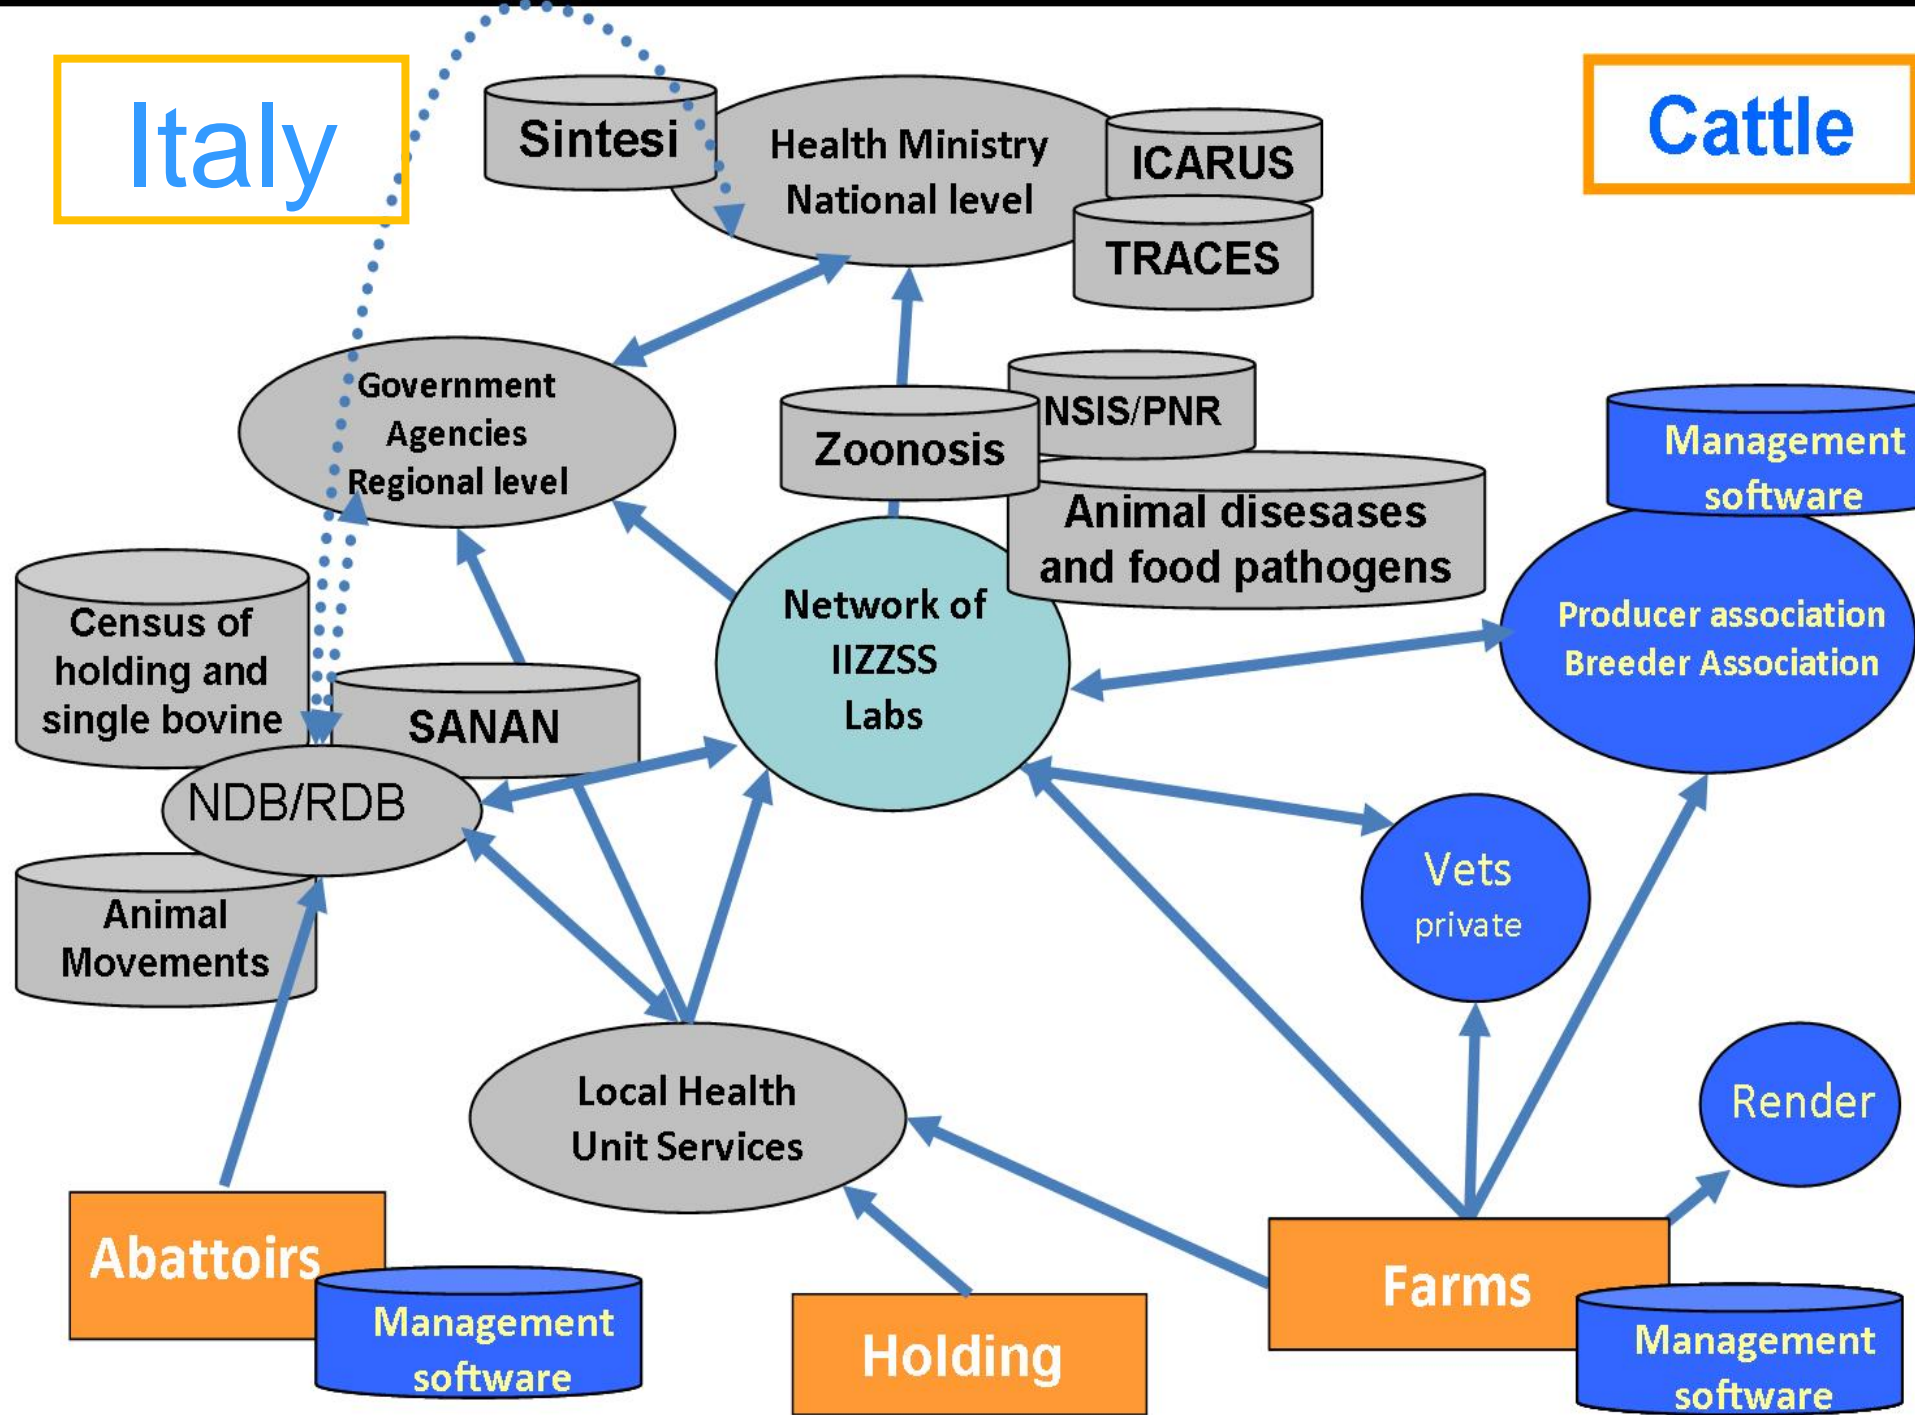 Italy
Cattle
Sintesi
Health Ministry
National level
ICARUS
TRACES
Government
Agencies
Regional level
NSIS/PNR
Zoonosis
Animal disesases
and food pathogens
Management
software
Census of
holding and
single bovine
SANAN
Network of
IIZZSS
Labs
Producer association
Breeder Association
NDB/RDB
Animal
Movements
Vets
private
Local Health
Unit Services
Render
Abattoirs
Management
software
Holding
Farms
Management
software